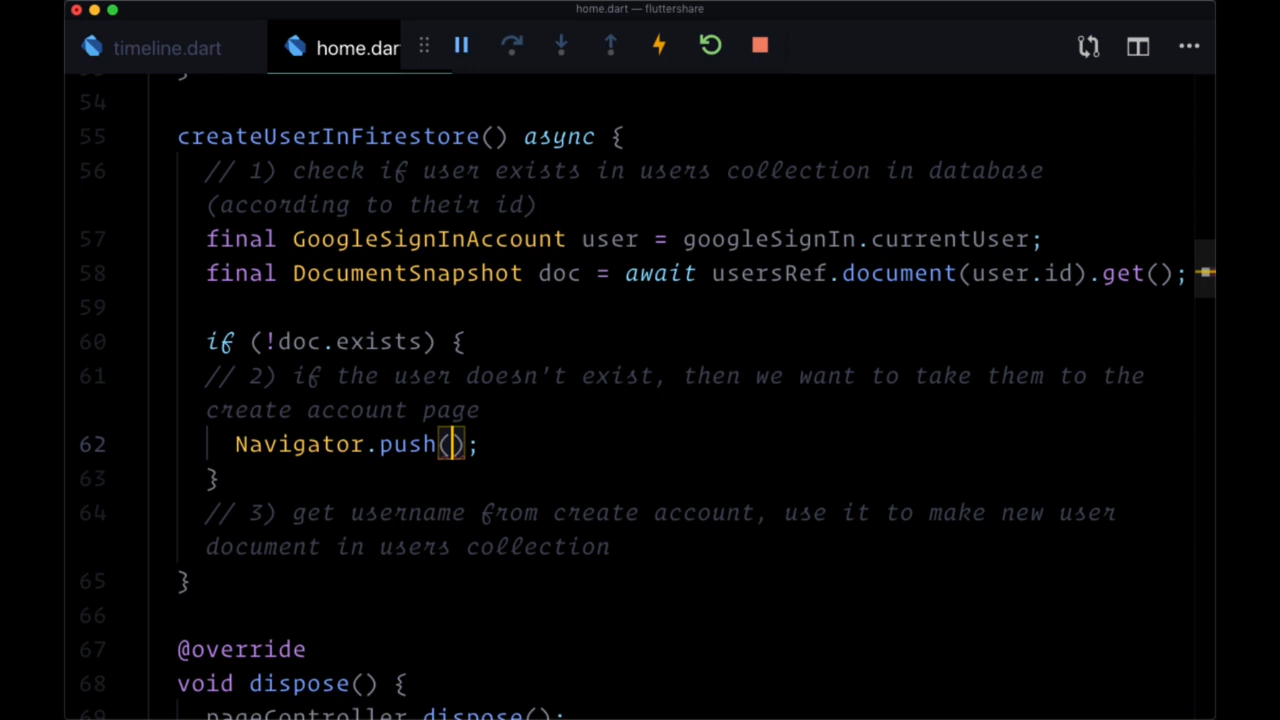 home.dart — fluttershare
timeline.dart
home.dar
54
55 createUserInFirestore() async {
56 // 1) check if user exists in users collection in database
(according to their id)
57 final GoogleSignInAccount user = googleSignIn.currentUser;
58 final DocumentSnapshot doc = await usersRef.document(user.id).get();
59
60 if (!doc.exists) {
61 // 2) if the user doesn't exist, then we want to take them to the
create account page
62 Navigator.push();
63 }
64 // 3) get username from create account, use it to make new user
document in users collection
65 }
66
67 @override
68 void dispose() {
69 pageController.dispose();